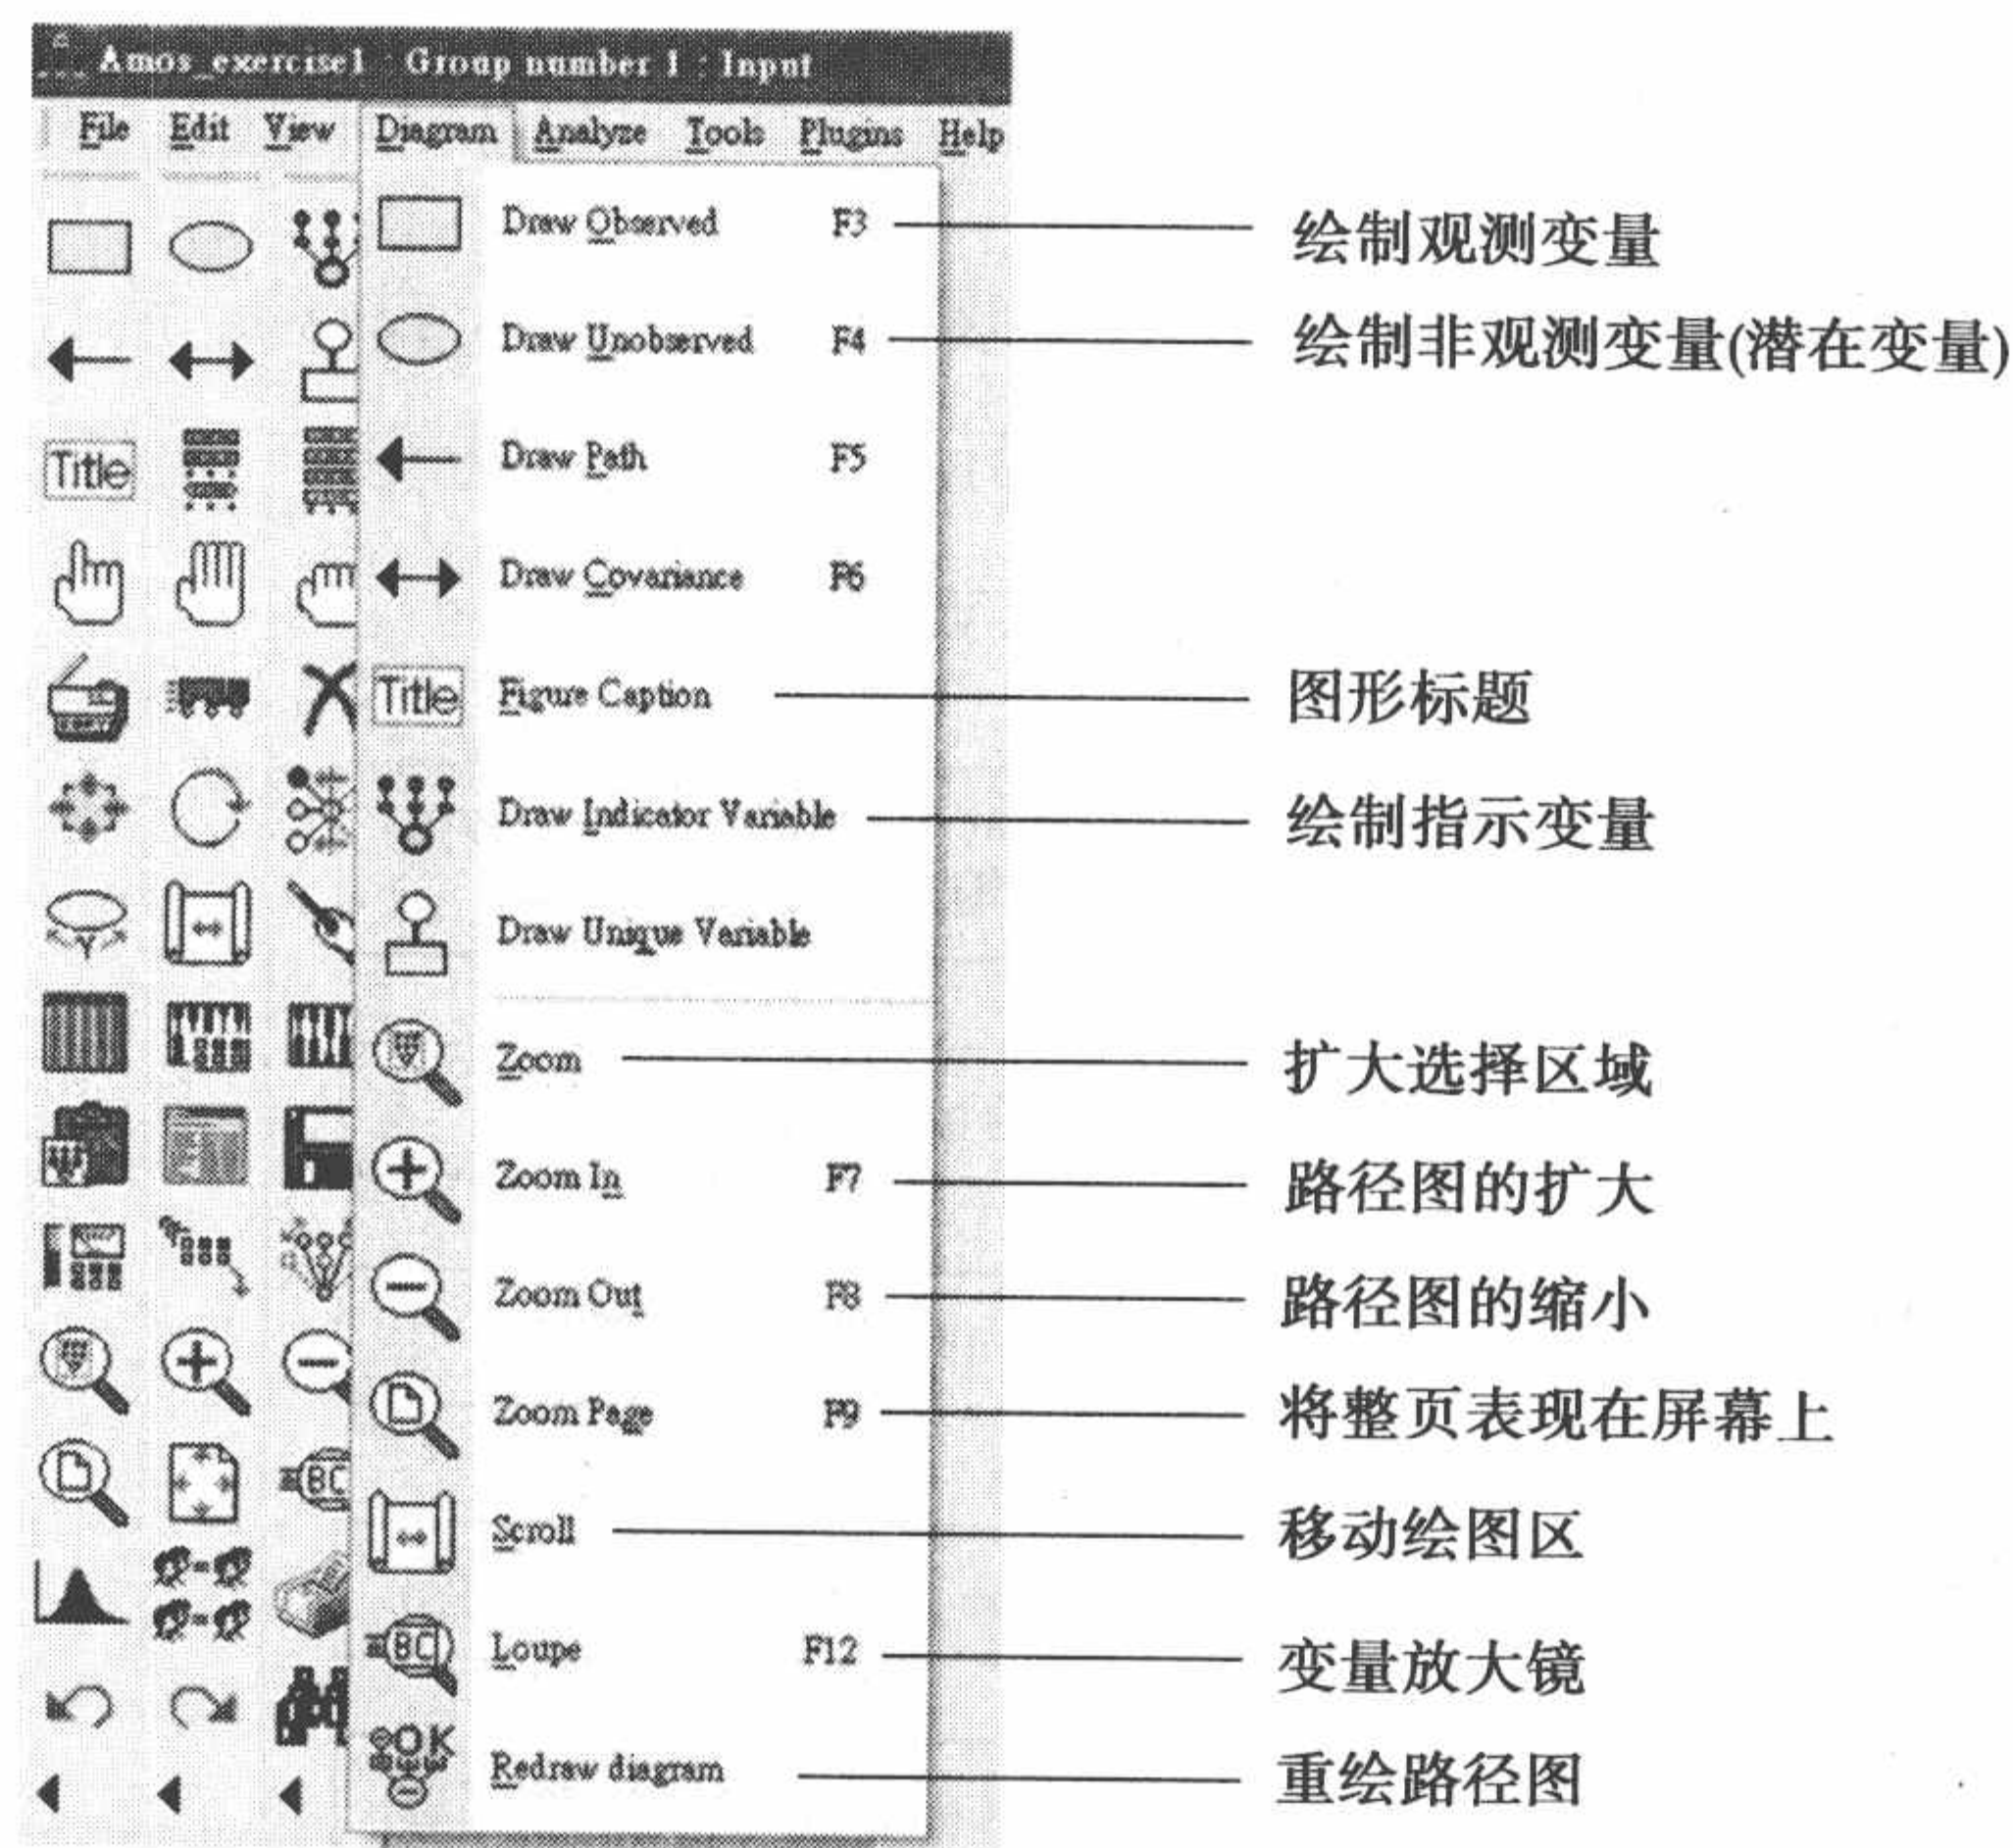 Amos_exercise1 : Group number 1 : Input
File Edit View Diagram Analyze Tools Plugins Help
Draw Observed F3 绘制观测变量
Draw Unobserved F4 绘制非观测变量(潜在变量)
Draw Path F5
Title
Draw Covariance F6
Title Figure Caption 图形标题
Draw Indicator Variable 绘制指示变量
Draw Unique Variable
Zoom 扩大选择区域
Zoom In F7 路径图的扩大
Zoom Out F8 路径图的缩小
Zoom Page F9 将整页表现在屏幕上
BC
Scroll 移动绘图区
BC Loupe F12 变量放大镜
OK Redraw diagram 重绘路径图